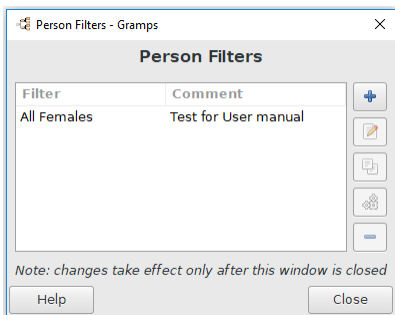 Person Filters - Gramps
Person Filters
Filter Comment
All Females Test for User manual
Note: changes take effect only after this window is closed
Help Close